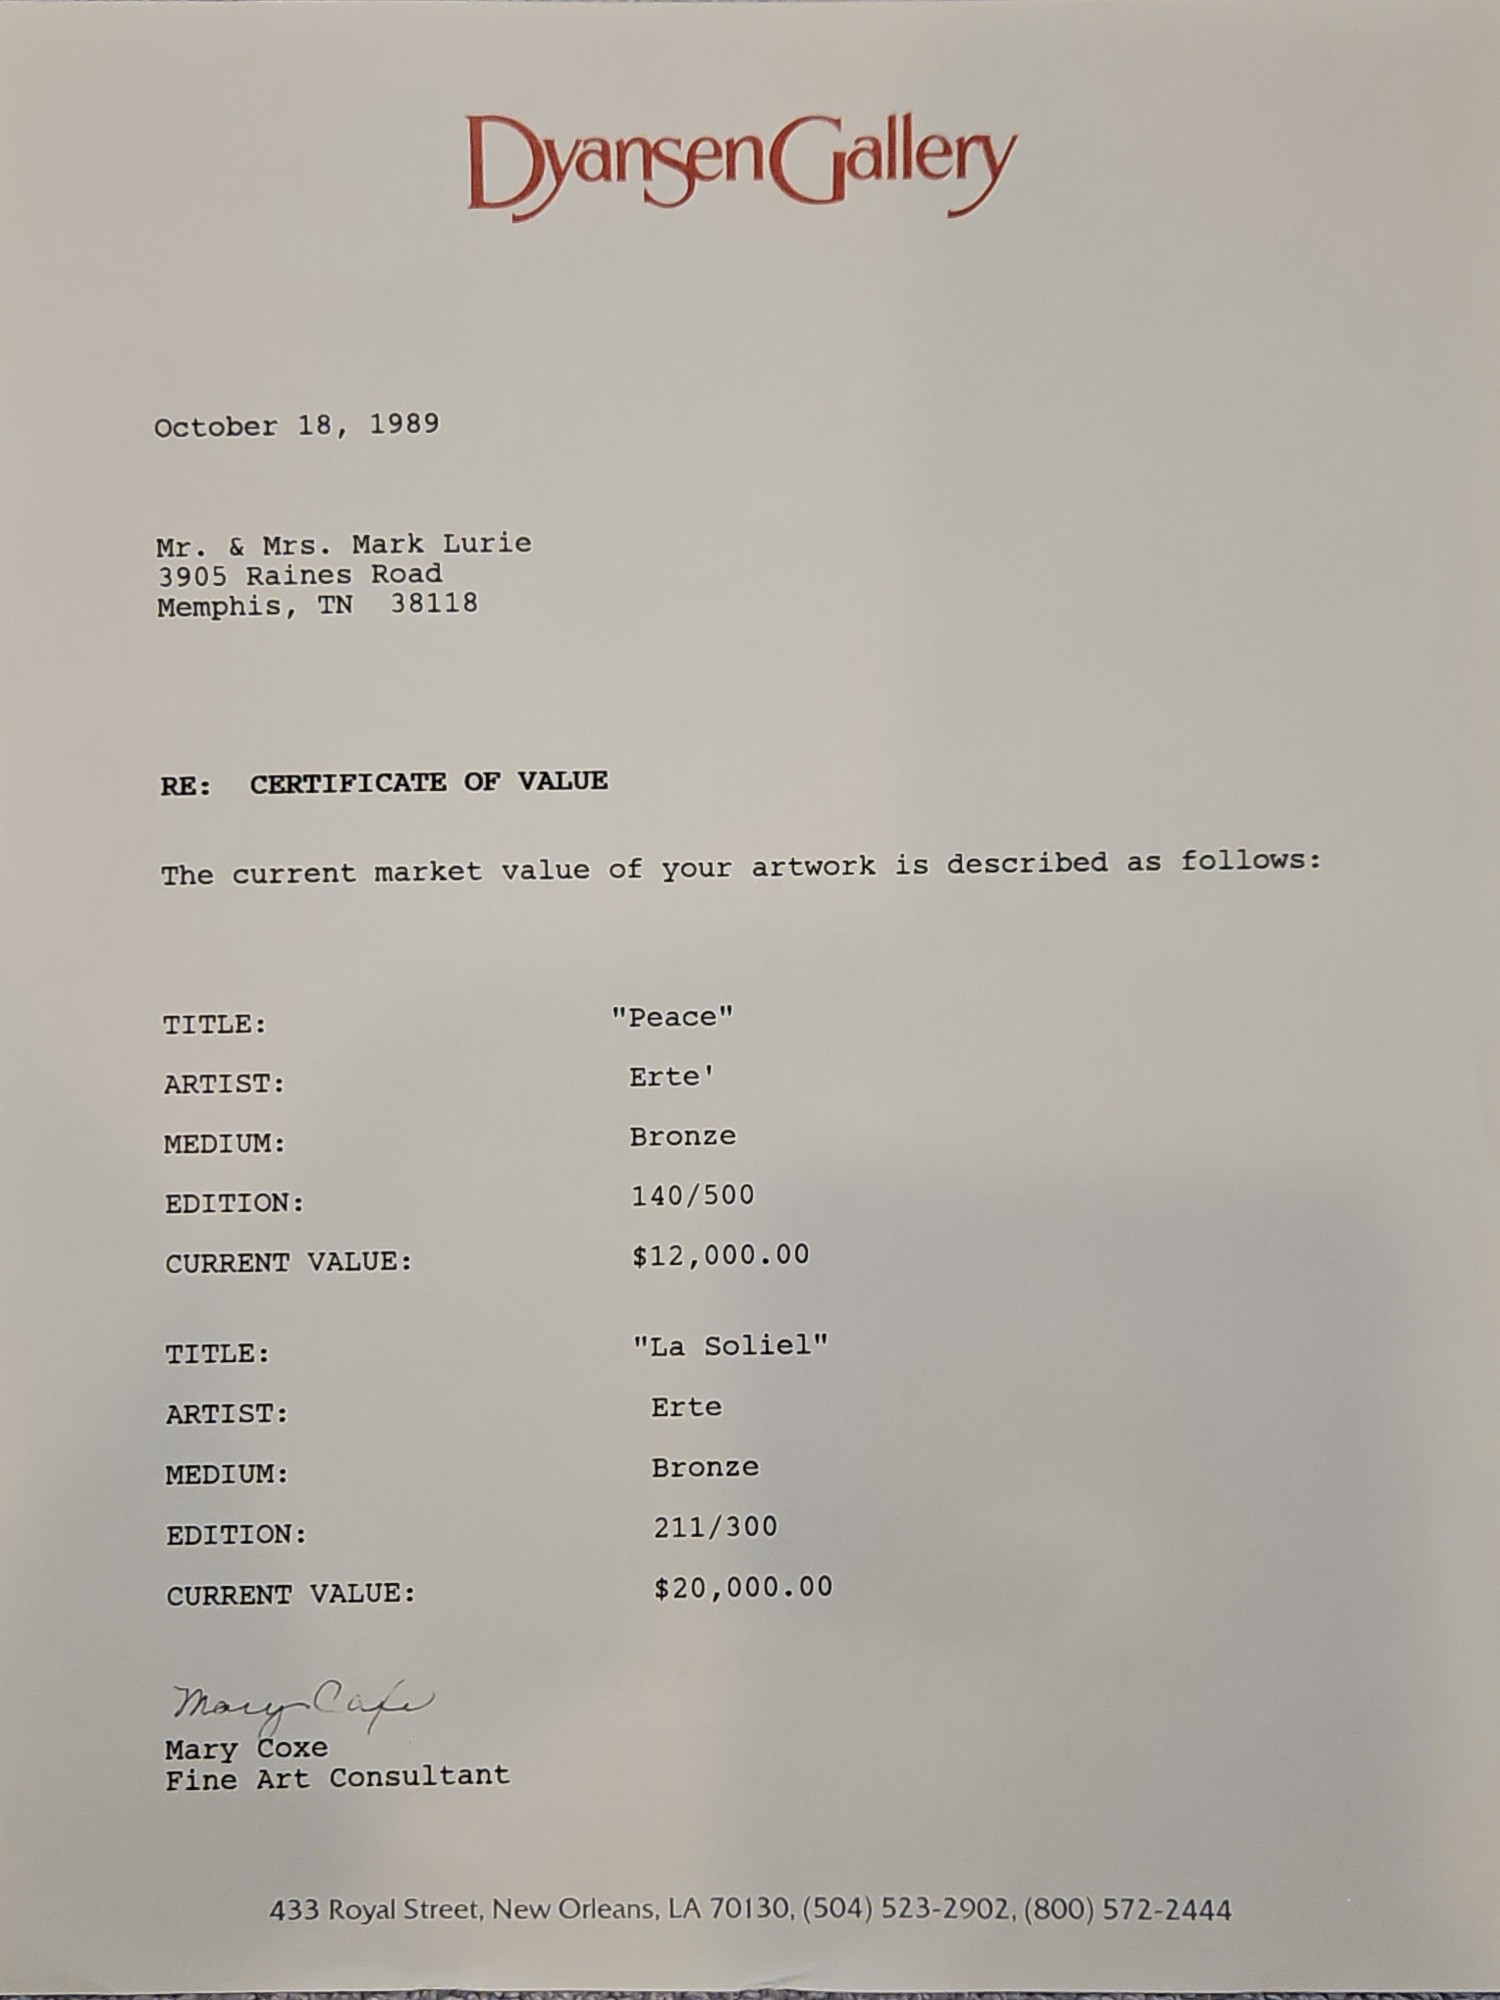 Dyansen Gallery
October 18, 1989
Mr. & Mrs. Mark Lurie
3905 Raines Road
Memphis, TN 38118
RE: CERTIFICATE OF VALUE
The current market value of your artwork is described as follows:
TITLE: "Peace"
ARTIST: Erte'
MEDIUM: Bronze
EDITION: 140/500
CURRENT VALUE: $12,000.00
TITLE: "La Soliel"
ARTIST: Erte
MEDIUM: Bronze
EDITION: 211/300
CURRENT VALUE: $20,000.00
Mary Coxe
Mary Coxe
Fine Art Consultant
433 Royal Street, New Orleans, LA 70130, (504) 523-2902, (800) 572-2444